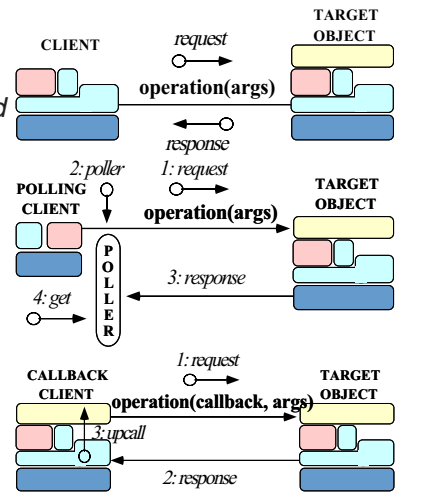 CLIENT
request
TARGET
OBJECT
operation(args)
d
response
2: poller
1: request
POLLING
CLIENT
TARGET
OBJECT
operation(args)
POLLER
3: response
4: get
1: request
CALLBACK
CLIENT
TARGET
OBJECT
operation(callback, args)
3: upcall
2: response